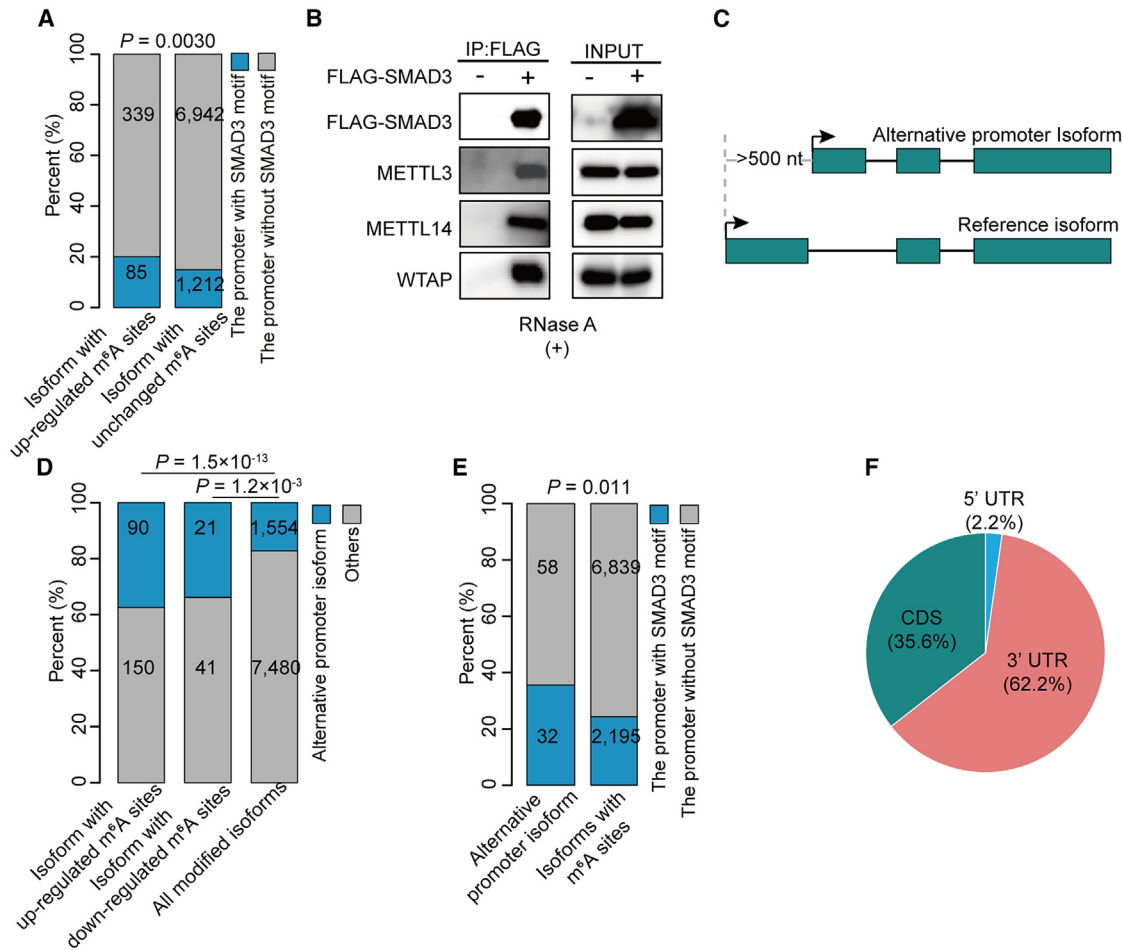 A
P = 0.0030
100
80
60
40
20
0
Percent (%)
339
6,942
85
1,212
The promoter with SMAD3 motif
The promoter without SMAD3 motif
Isoform with
up-regulated m⁶A sites
Isoform with
unchanged m⁶A sites
B
IP:FLAG
INPUT
FLAG-SMAD3
-
+
-
+
FLAG-SMAD3
METTL3
METTL14
WTAP
RNase A
(+)
C
Alternative promoter Isoform
>500 nt
Reference isoform
D
P = 1.5×10⁻¹³
P = 1.2×10⁻³
100
80
60
40
20
0
Percent (%)
90
21
1,554
150
41
7,480
Alternative promoter isoform
Others
Isoform with
up-regulated m⁶A sites
Isoform with
down-regulated m⁶A sites
All modified isoforms
E
P = 0.011
100
80
60
40
20
0
Percent (%)
58
6,839
32
2,195
The promoter with SMAD3 motif
The promoter without SMAD3 motif
Alternative
promoter isoform
Isoforms with
m⁶A sites
F
5' UTR
(2.2%)
CDS
(35.6%)
3' UTR
(62.2%)